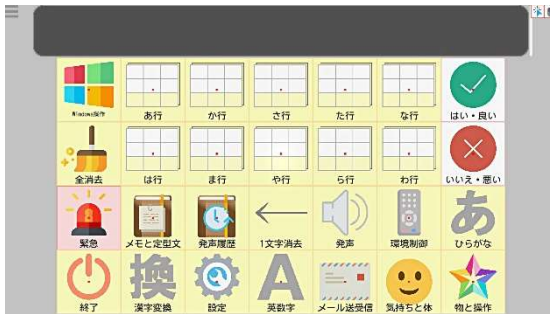 Windows操作 あ行 か行 さ行 た行 な行 はい・良い
全消去 は行 ま行 や行 ら行 わ行 いいえ・悪い
緊急 メモと定型文 発声履歴 1文字消去 発声 環境制御 あ ひらがな
終了 換 漢字変換 設定 A 英数字 メール送受信 気持ちと体 物と操作